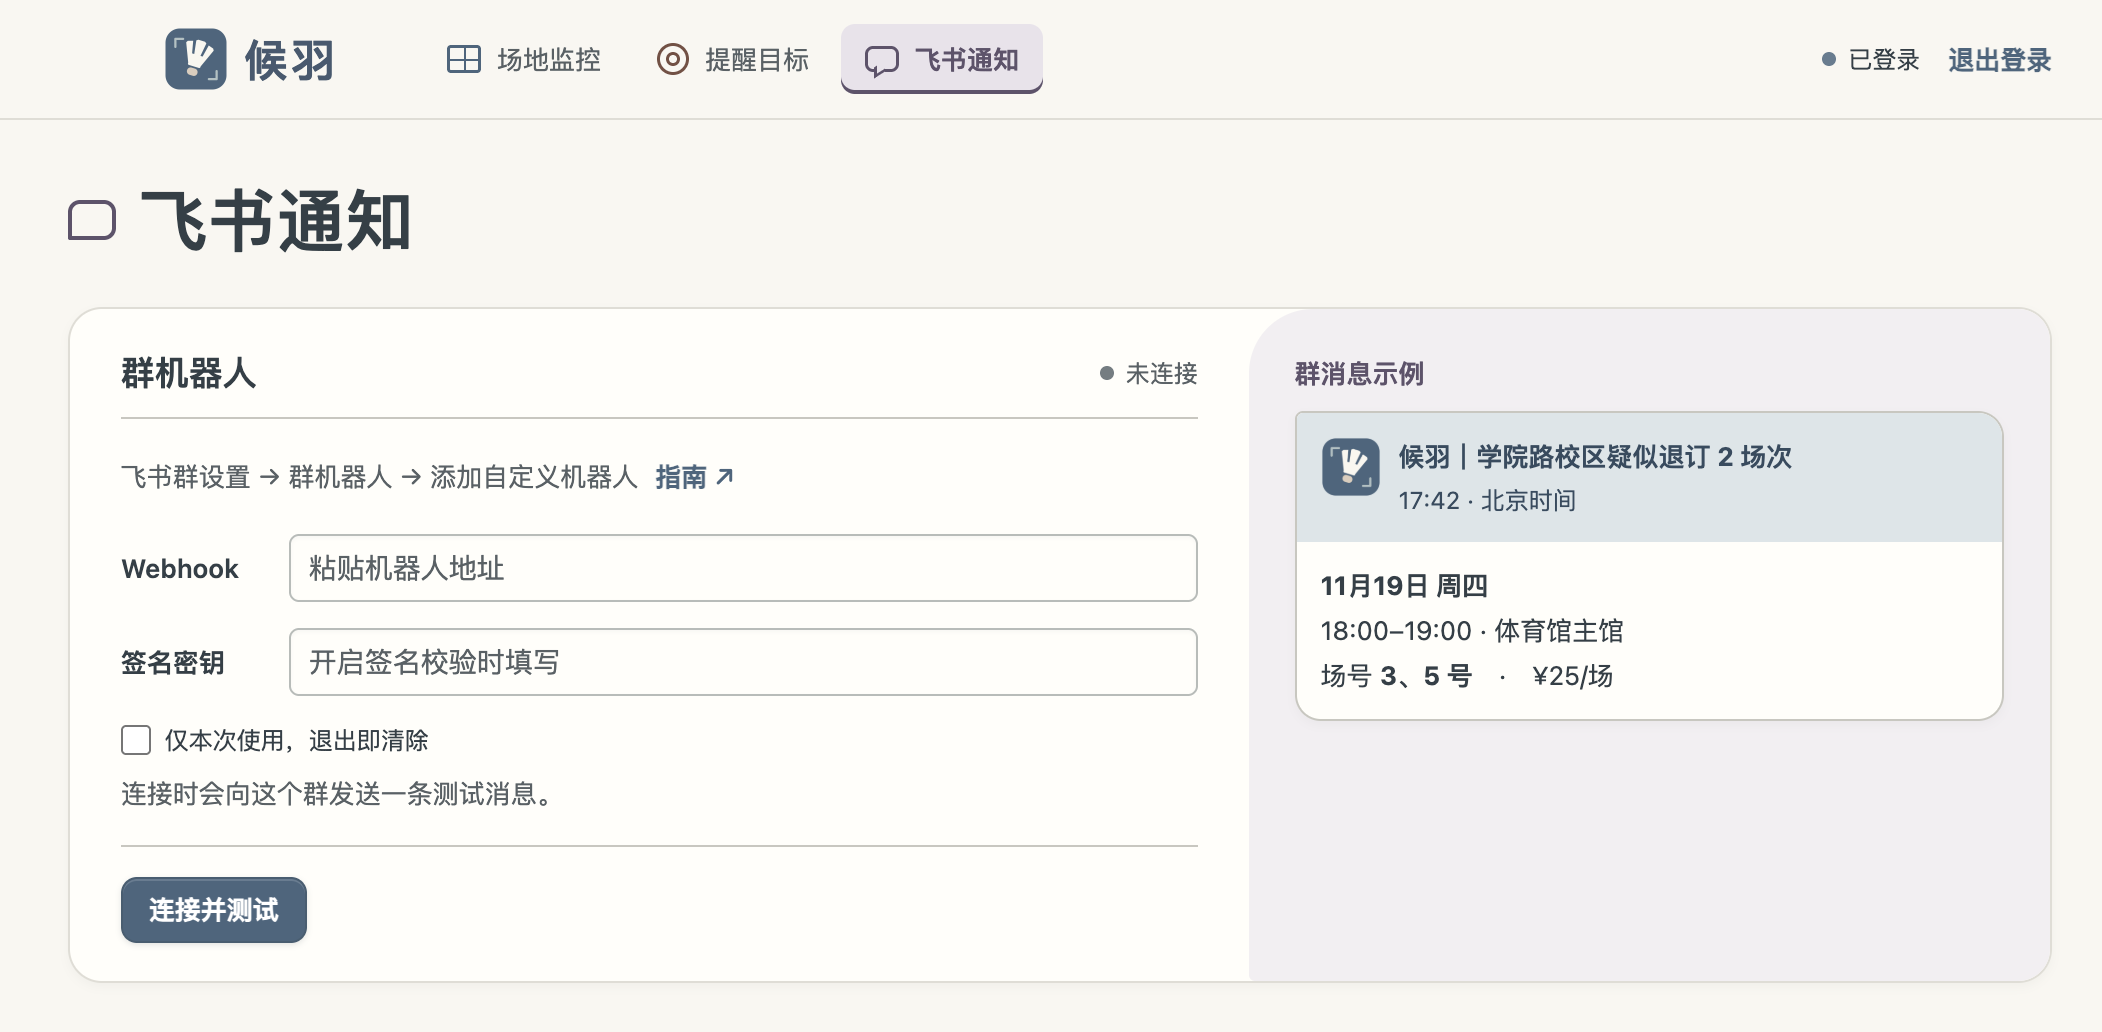 候羽
场地监控
提醒目标
飞书通知
已登录
退出登录
飞书通知
群机器人
未连接
飞书群设置 → 群机器人 → 添加自定义机器人 指南 ↗
Webhook
粘贴机器人地址
签名密钥
开启签名校验时填写
仅本次使用，退出即清除
连接时会向这个群发送一条测试消息。
连接并测试
群消息示例
候羽｜学院路校区疑似退订 2 场次
17:42 · 北京时间
11月19日 周四
18:00–19:00 · 体育馆主馆
场号 3、5 号 · ¥25/场